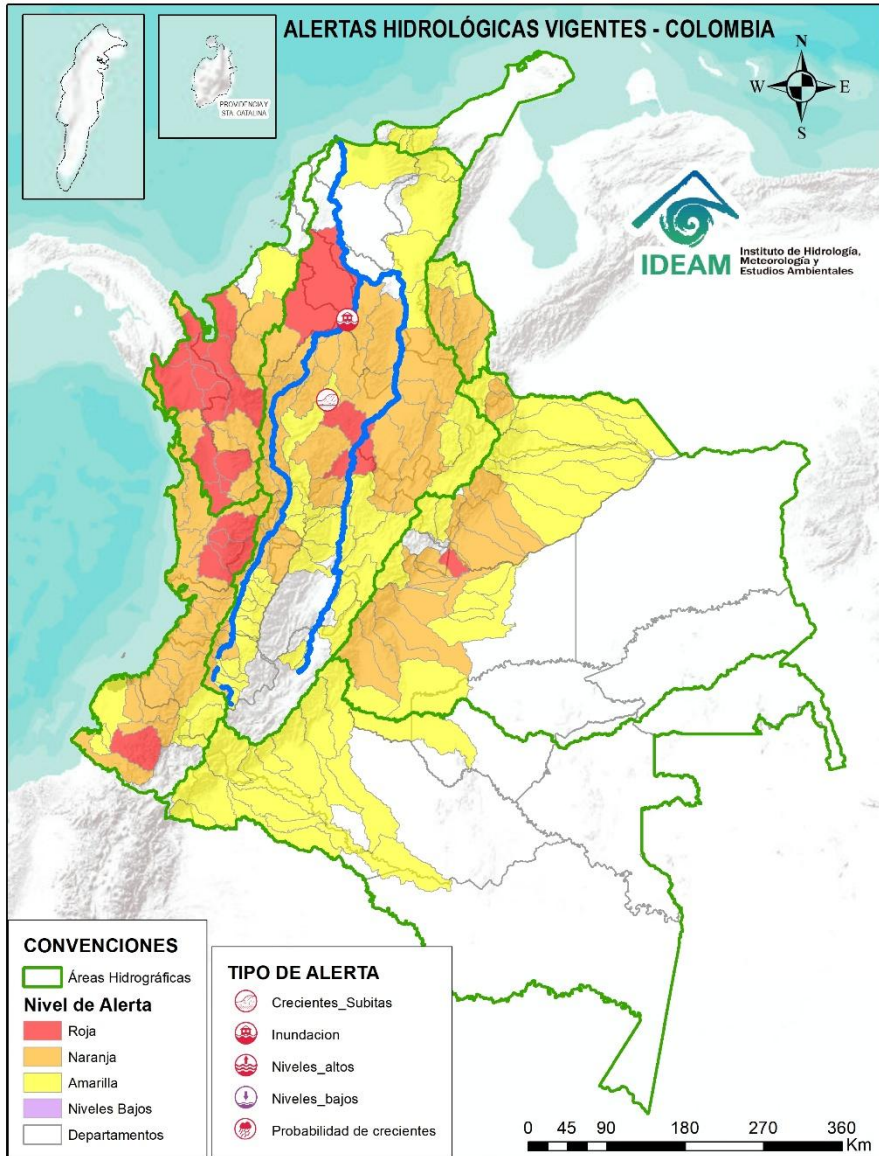 ALERTAS HIDROLÓGICAS VIGENTES - COLOMBIA
PROVIDENCIA Y
STA. CATALINA
N
W
E
S
IDEAM
Instituto de Hidrología,
Meteorología y
Estudios Ambientales
CONVENCIONES
Áreas Hidrográficas
Nivel de Alerta
Roja
Naranja
Amarilla
Niveles Bajos
Departamentos
TIPO DE ALERTA
Crecientes_Subitas
Inundacion
Niveles_altos
Niveles_bajos
Probabilidad de crecientes
0 45 90 180 270 360
Km